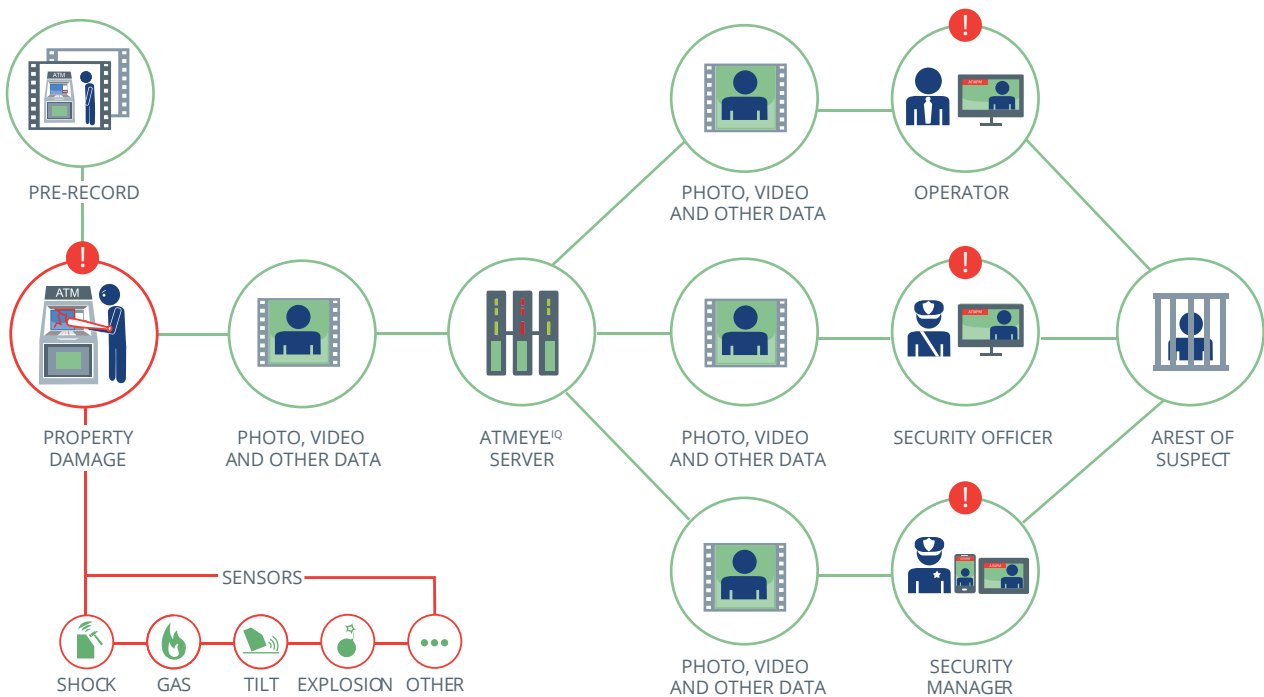 ATM
PRE-RECORD
ATM
PROPERTY
DAMAGE
PHOTO, VIDEO
AND OTHER DATA
ATMEYE.IQ
SERVER
PHOTO, VIDEO
AND OTHER DATA
OPERATOR
PHOTO, VIDEO
AND OTHER DATA
SECURITY OFFICER
AREST OF
SUSPECT
PHOTO, VIDEO
AND OTHER DATA
SECURITY
MANAGER
SENSORS
SHOCK
GAS
TILT
EXPLOSION
OTHER